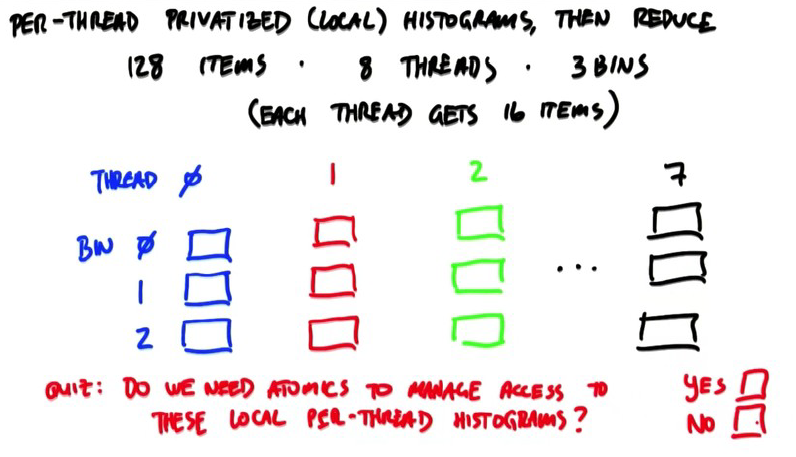 PER-THREAD PRIVATIZED (LOCAL) HISTOGRAMS, THEN REDUCE
128 ITEMS · 8 THREADS · 3 BINS
(EACH THREAD GETS 16 ITEMS)
THREAD 0 1 2 7
BIN 0
1
...
2
QUIZ: DO WE NEED ATOMICS TO MANAGE ACCESS TO
THESE LOCAL PER-THREAD HISTOGRAMS?
YES
NO